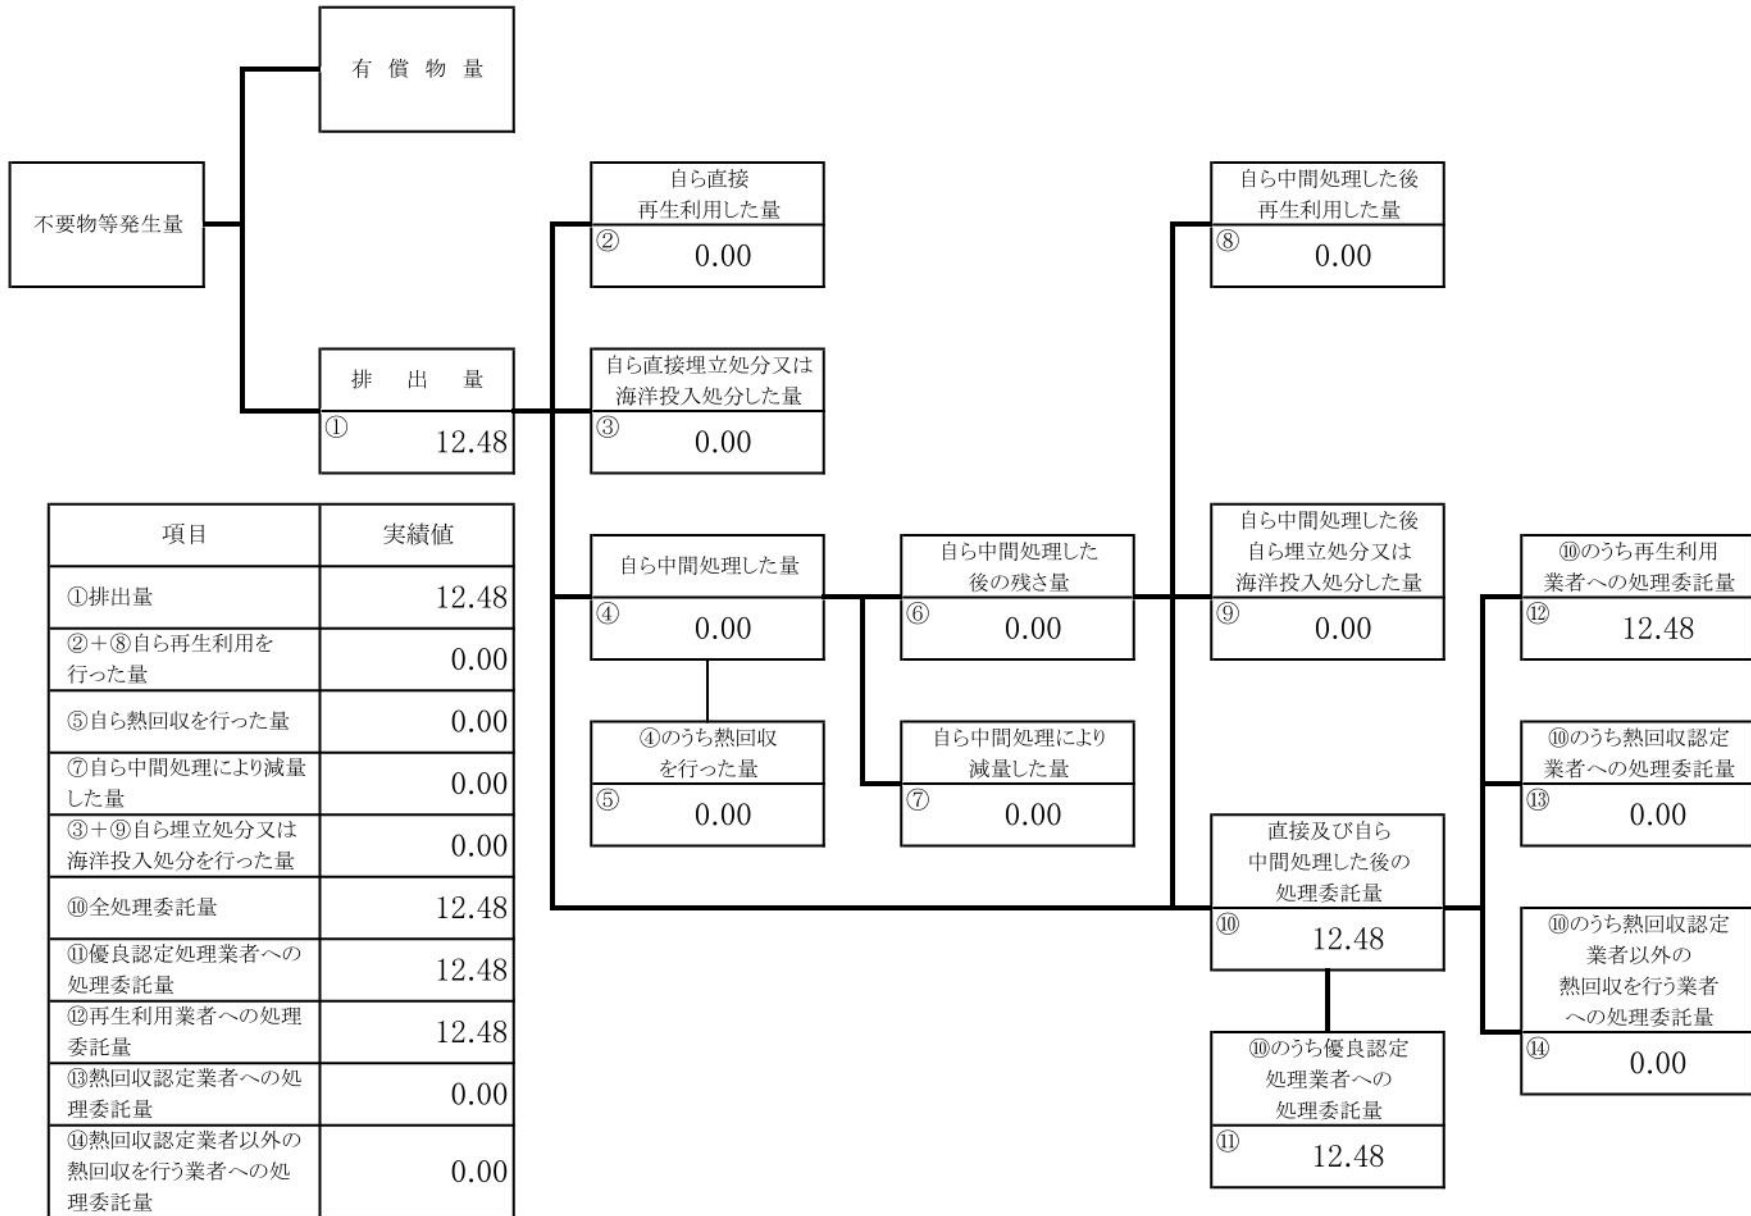 有償物量
不要物等発生量
排出量
①
12.48
自ら直接
再生利用した量
②
0.00
自ら直接埋立処分又は
海洋投入処分した量
③
0.00
自ら中間処理した量
④
0.00
④のうち熱回収
を行った量
⑤
0.00
自ら中間処理した
後の残さ量
⑥
0.00
自ら中間処理により
減量した量
⑦
0.00
自ら中間処理した後
再生利用した量
⑧
0.00
自ら中間処理した後
自ら埋立処分又は
海洋投入処分した量
⑨
0.00
直接及び自ら
中間処理した後の
処理委託量
⑩
12.48
⑩のうち優良認定
処理業者への
処理委託量
⑪
12.48
⑩のうち再生利用
業者への処理委託量
⑫
12.48
⑩のうち熱回収認定
業者への処理委託量
⑬
0.00
⑩のうち熱回収認定
業者以外の
熱回収を行う業者
への処理委託量
⑭
0.00
項目 実績値
①排出量 12.48
②+⑧自ら再生利用を
行った量 0.00
⑤自ら熱回収を行った量 0.00
⑦自ら中間処理により減量
した量 0.00
③+⑨自ら埋立処分又は
海洋投入処分を行った量 0.00
⑩全処理委託量 12.48
⑪優良認定処理業者への
処理委託量 12.48
⑫再生利用業者への処理
委託量 12.48
⑬熱回収認定業者への処
理委託量 0.00
⑭熱回収認定業者以外の
熱回収を行う業者への処
理委託量 0.00